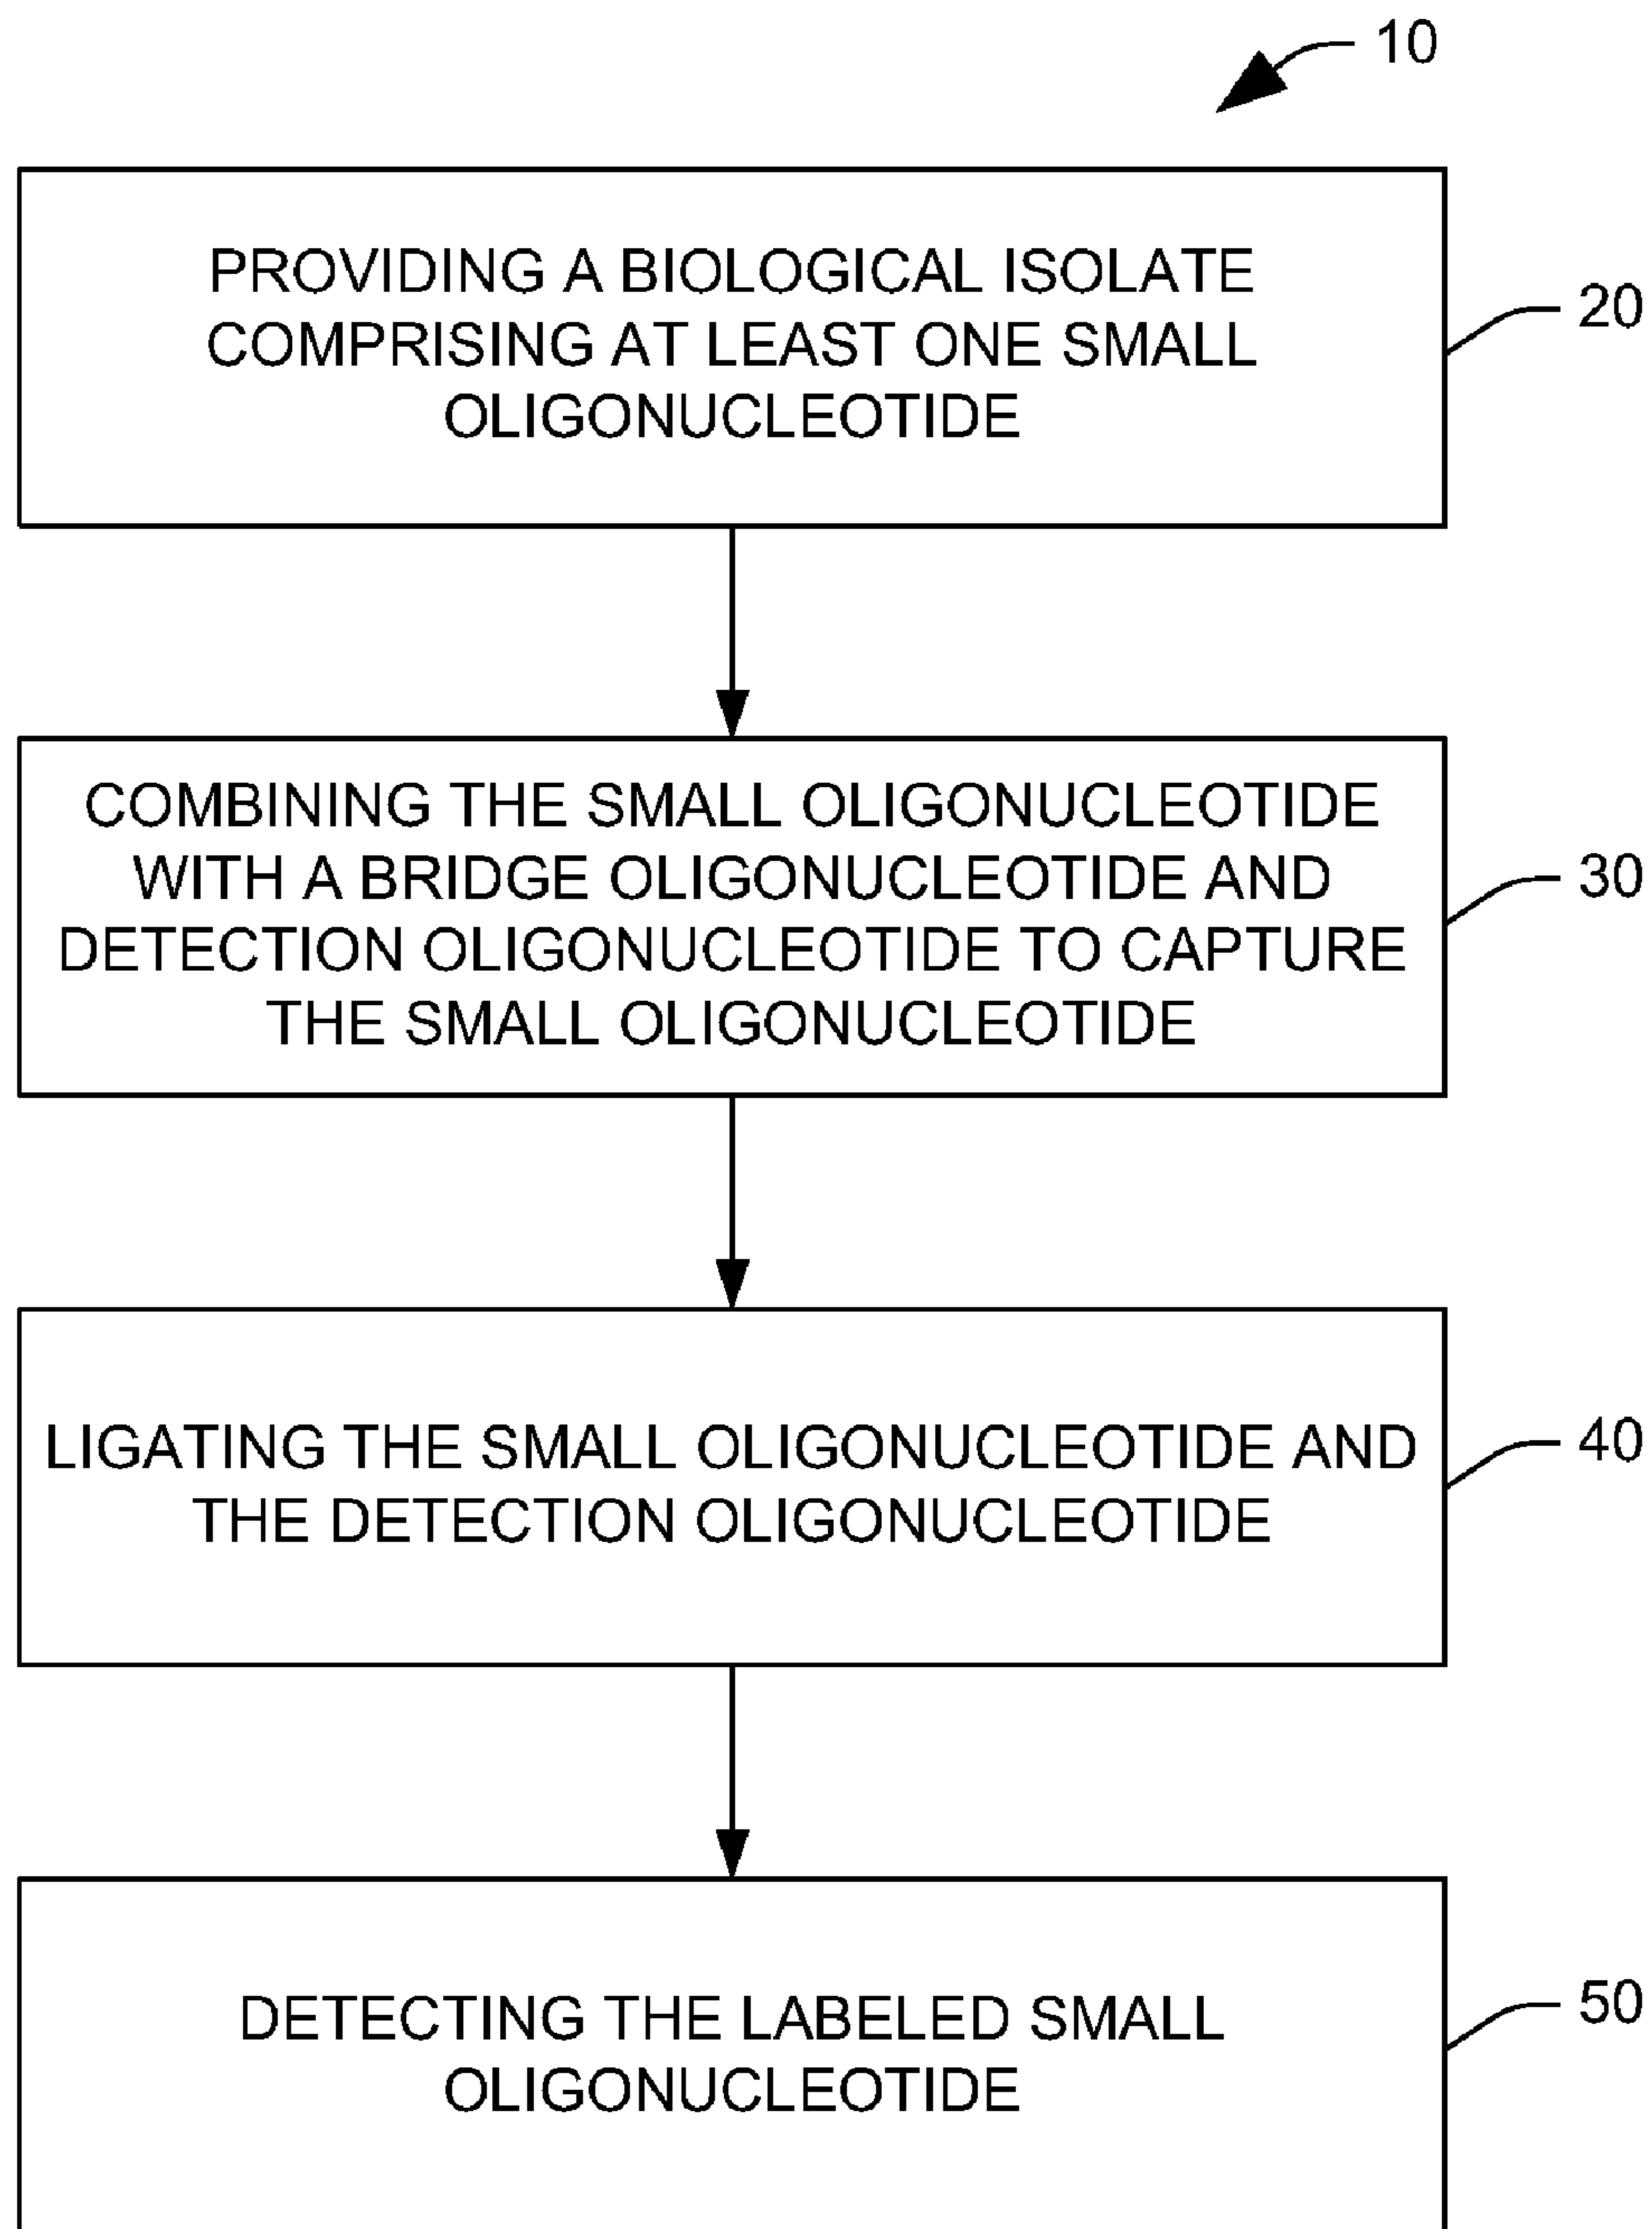 10
PROVIDING A BIOLOGICAL ISOLATE
COMPRISING AT LEAST ONE SMALL
OLIGONUCLEOTIDE
20
COMBINING THE SMALL OLIGONUCLEOTIDE
WITH A BRIDGE OLIGONUCLEOTIDE AND
DETECTION OLIGONUCLEOTIDE TO CAPTURE
THE SMALL OLIGONUCLEOTIDE
30
LIGATING THE SMALL OLIGONUCLEOTIDE AND
THE DETECTION OLIGONUCLEOTIDE
40
DETECTING THE LABELED SMALL
OLIGONUCLEOTIDE
50